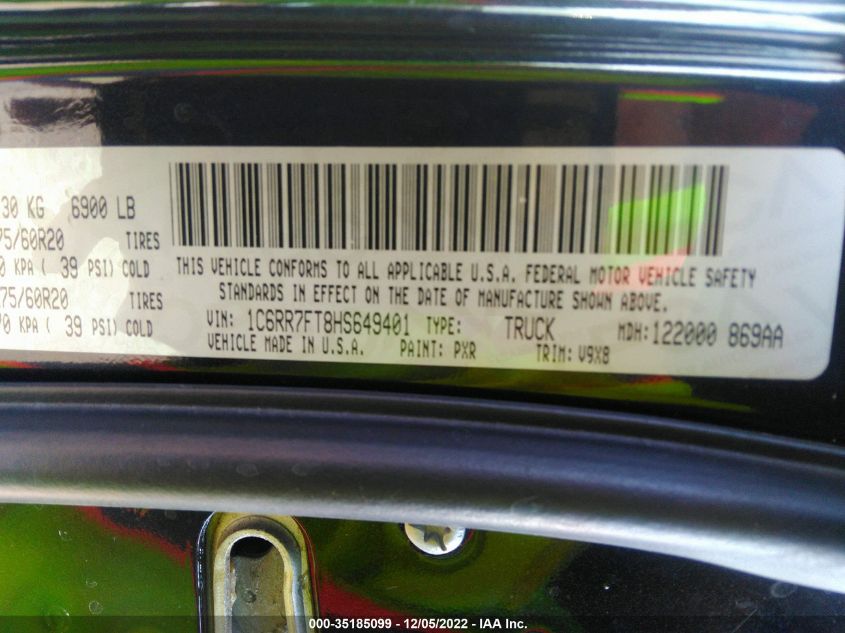 30 KG 6900 LB
75/60R20 TIRES
0 KPA ( 39 PSI) COLD
75/60R20 TIRES
70 KPA ( 39 PSI) COLD
THIS VEHICLE CONFORMS TO ALL APPLICABLE U.S.A. FEDERAL MOTOR VEHICLE SAFETY
STANDARDS IN EFFECT ON THE DATE OF MANUFACTURE SHOWN ABOVE.
VIN: 1C6RR7FT8HS649401 TYPE: TRUCK MDH:122000 869AA
VEHICLE MADE IN U.S.A. PAINT: PXR TRIM: V9X8
000-35185099 - 12/05/2022 - IAA Inc.